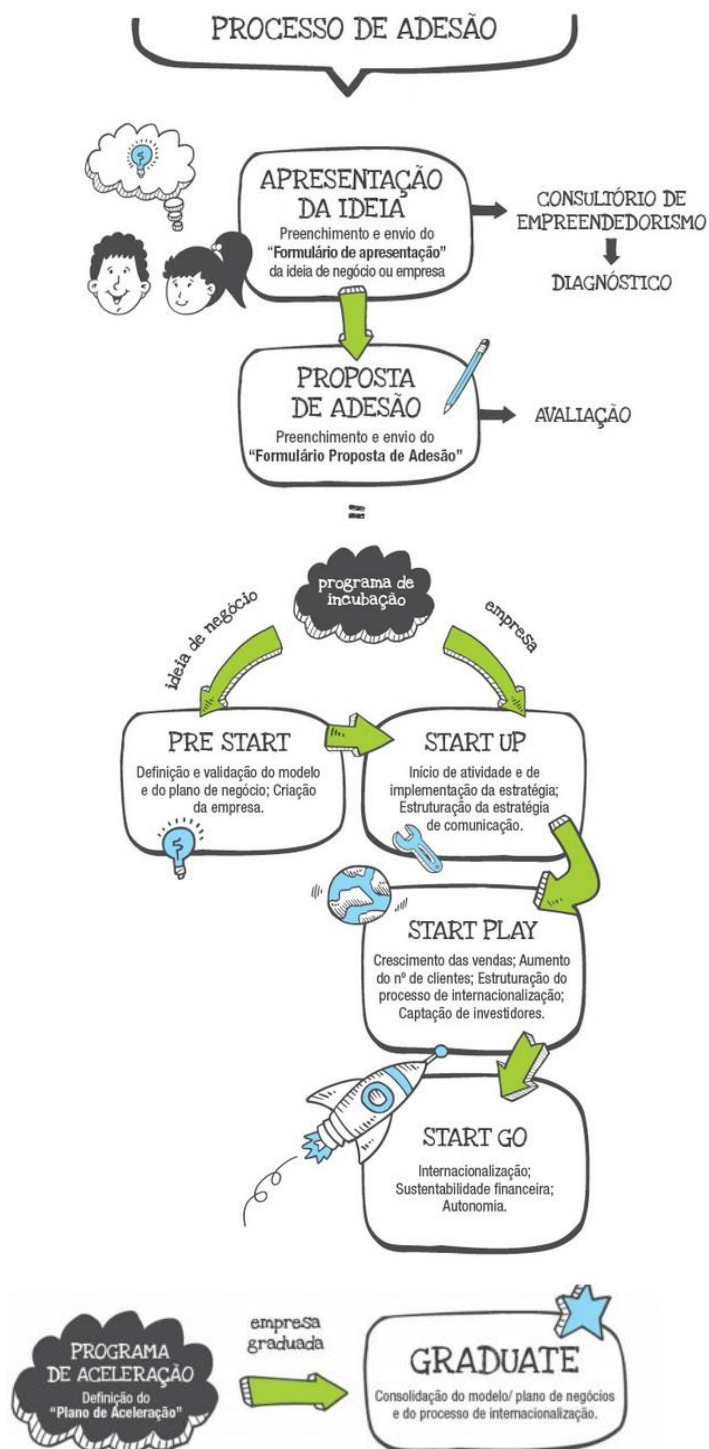 PROCESSO DE ADESÃO
APRESENTAÇÃO
DA IDEIA
Preenchimento e envio do
“Formulário de apresentação”
da ideia de negócio ou empresa
CONSULTÓRIO DE
EMPREENDEDORISMO
DIAGNÓSTICO
PROPOSTA
DE ADESÃO
Preenchimento e envio do
“Formulário Proposta de Adesão”
AVALIAÇÃO
=
programa de
incubação
ideia de negócio
empresa
PRE START
Definição e validação do modelo
e do plano de negócio; Criação
da empresa.
START UP
Início de atividade e de
implementação da estratégia;
Estruturação da estratégia
de comunicação.
START PLAY
Crescimento das vendas; Aumento
do nº de clientes; Estruturação do
processo de internacionalização;
Captação de investidores.
START GO
Internacionalização;
Sustentabilidade financeira;
Autonomia.
PROGRAMA
DE ACELERAÇÃO
Definição do
“Plano de Aceleração”
empresa
graduada
GRADUATE
Consolidação do modelo/ plano de negócios
e do processo de internacionalização.